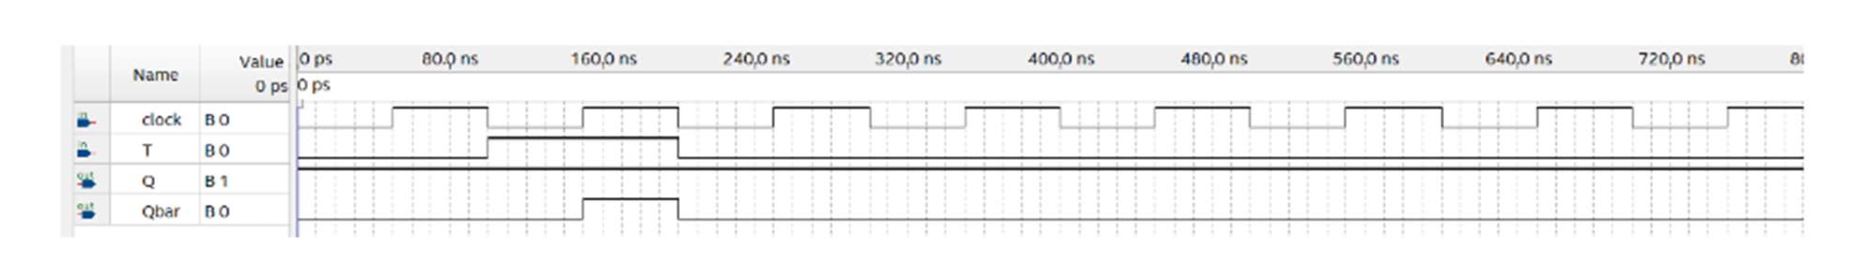 Name Value 0 ps 80,0 ns 160,0 ns 240,0 ns 320,0 ns 400,0 ns 480,0 ns 560,0 ns 640,0 ns 720,0 ns 80
0 ps 0 ps
in clock B 0
in T B 0
out Q B 1
out Qbar B 0